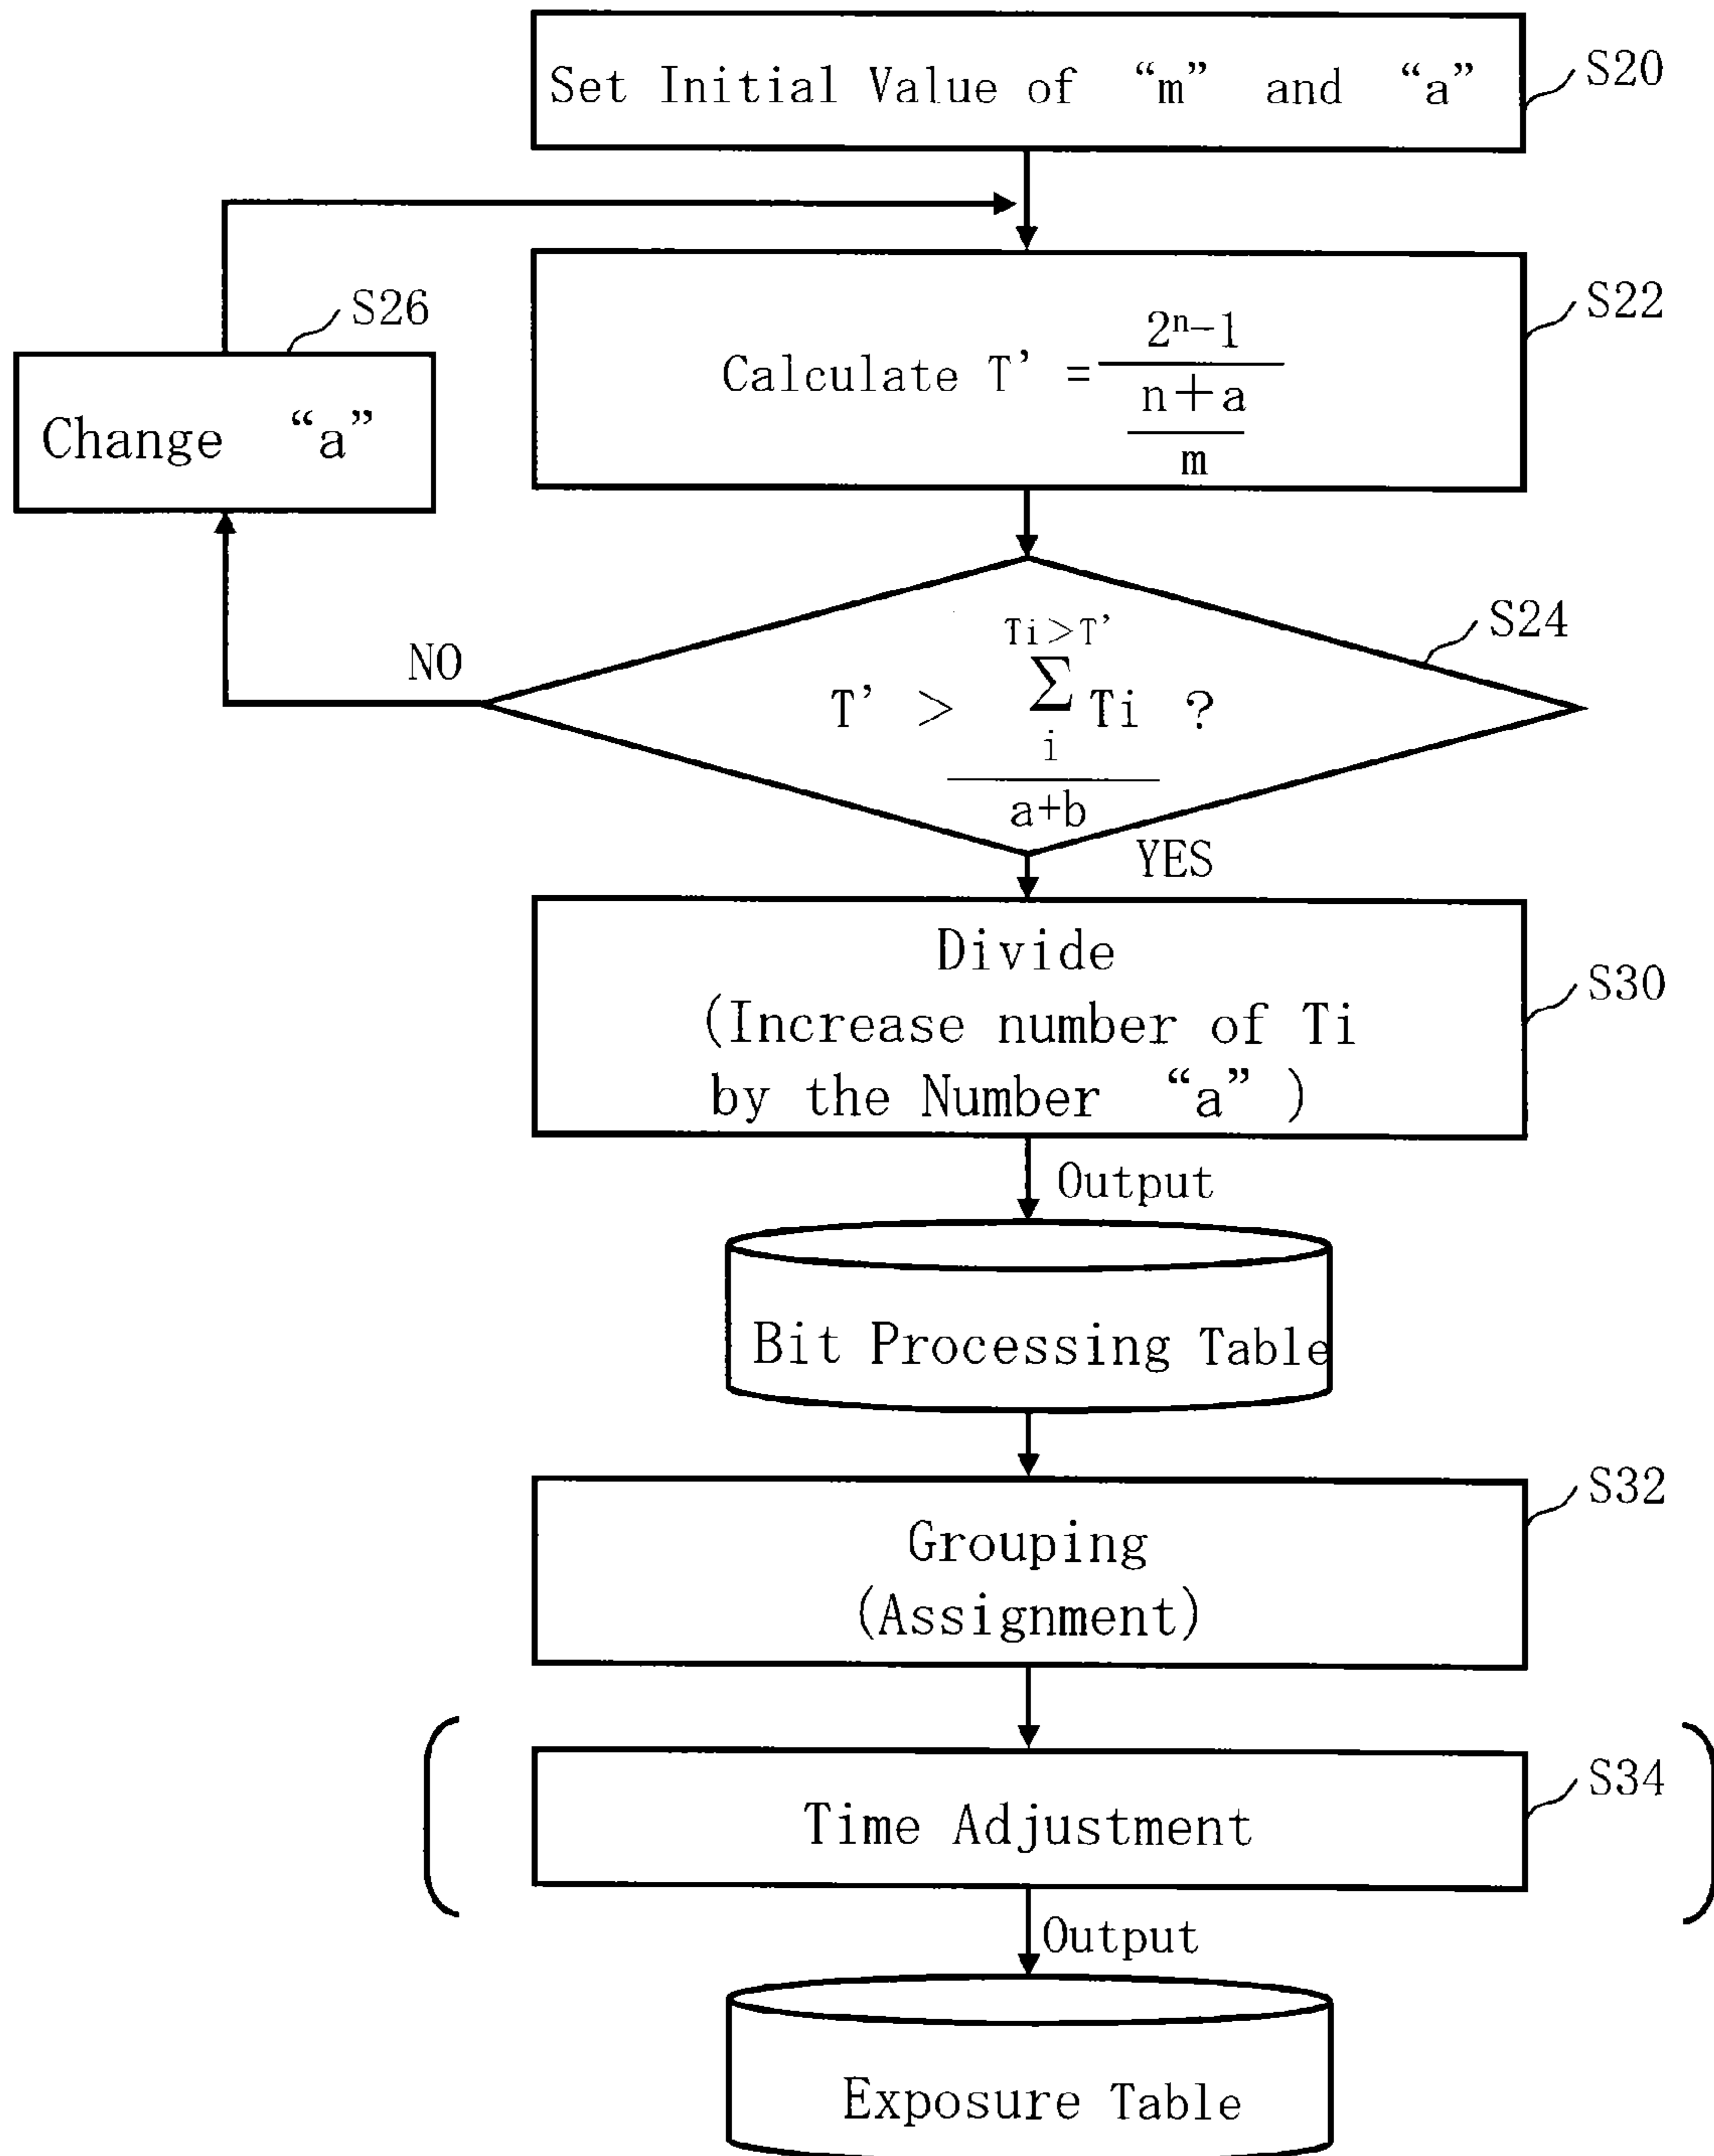 Set Initial Value of “m” and “a”
S20
S26
S22
Change “a”
Calculate T’ =
2ⁿ−1
n+a
m
S24
NO
Ti>T’
T’ > Σ Ti ?
i
a+b
YES
Divide
(Increase number of Ti
by the Number “a” )
S30
Output
Bit Processing Table
S32
Grouping
(Assignment)
S34
Time Adjustment
Output
Exposure Table